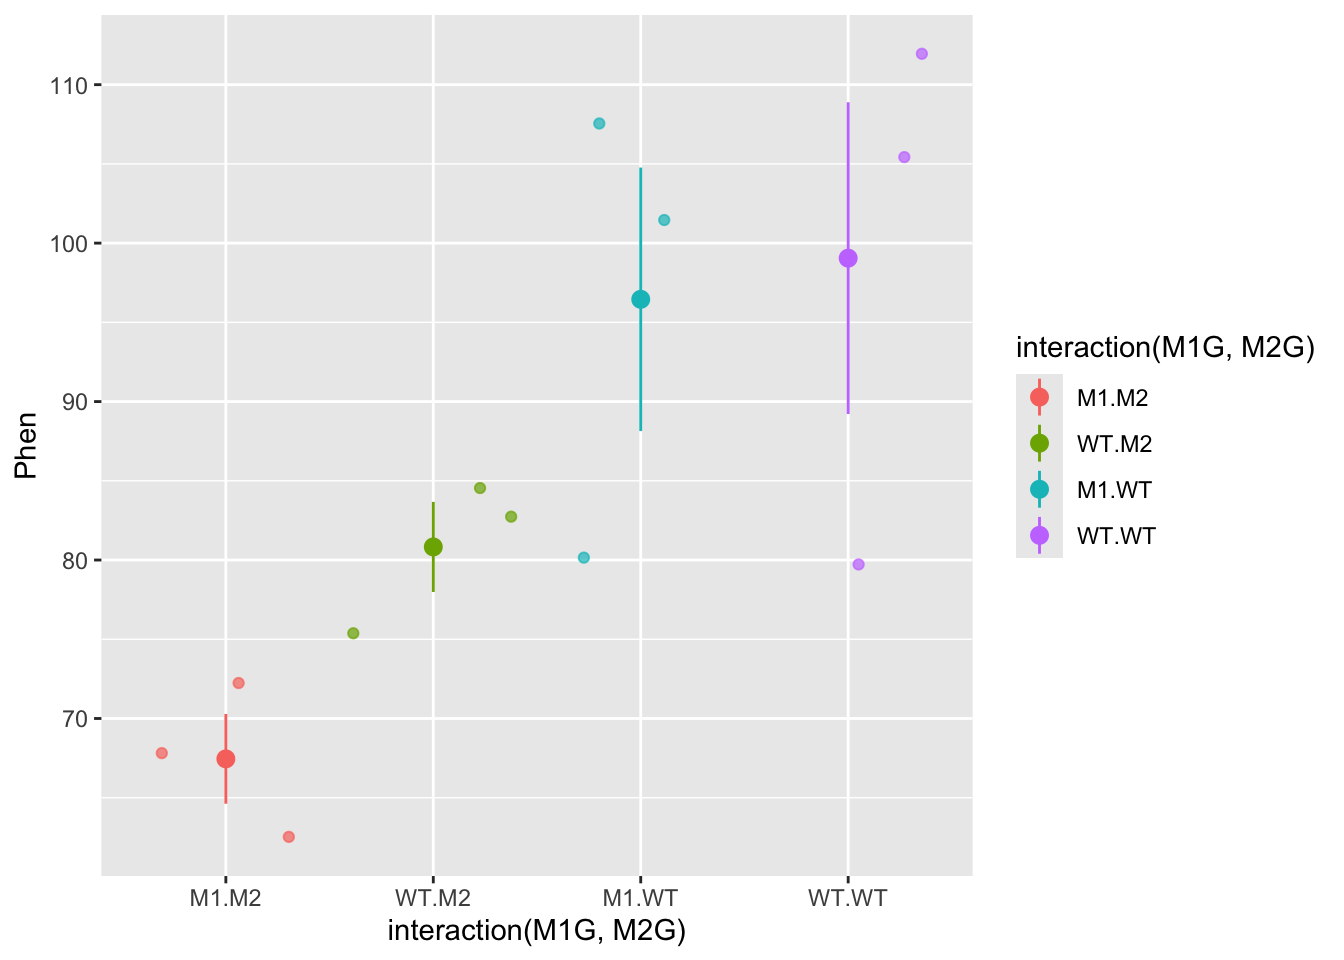 110
100
90
80
70
Phen
M1.M2
WT.M2
M1.WT
WT.WT
interaction(M1G, M2G)
interaction(M1G, M2G)
M1.M2
WT.M2
M1.WT
WT.WT